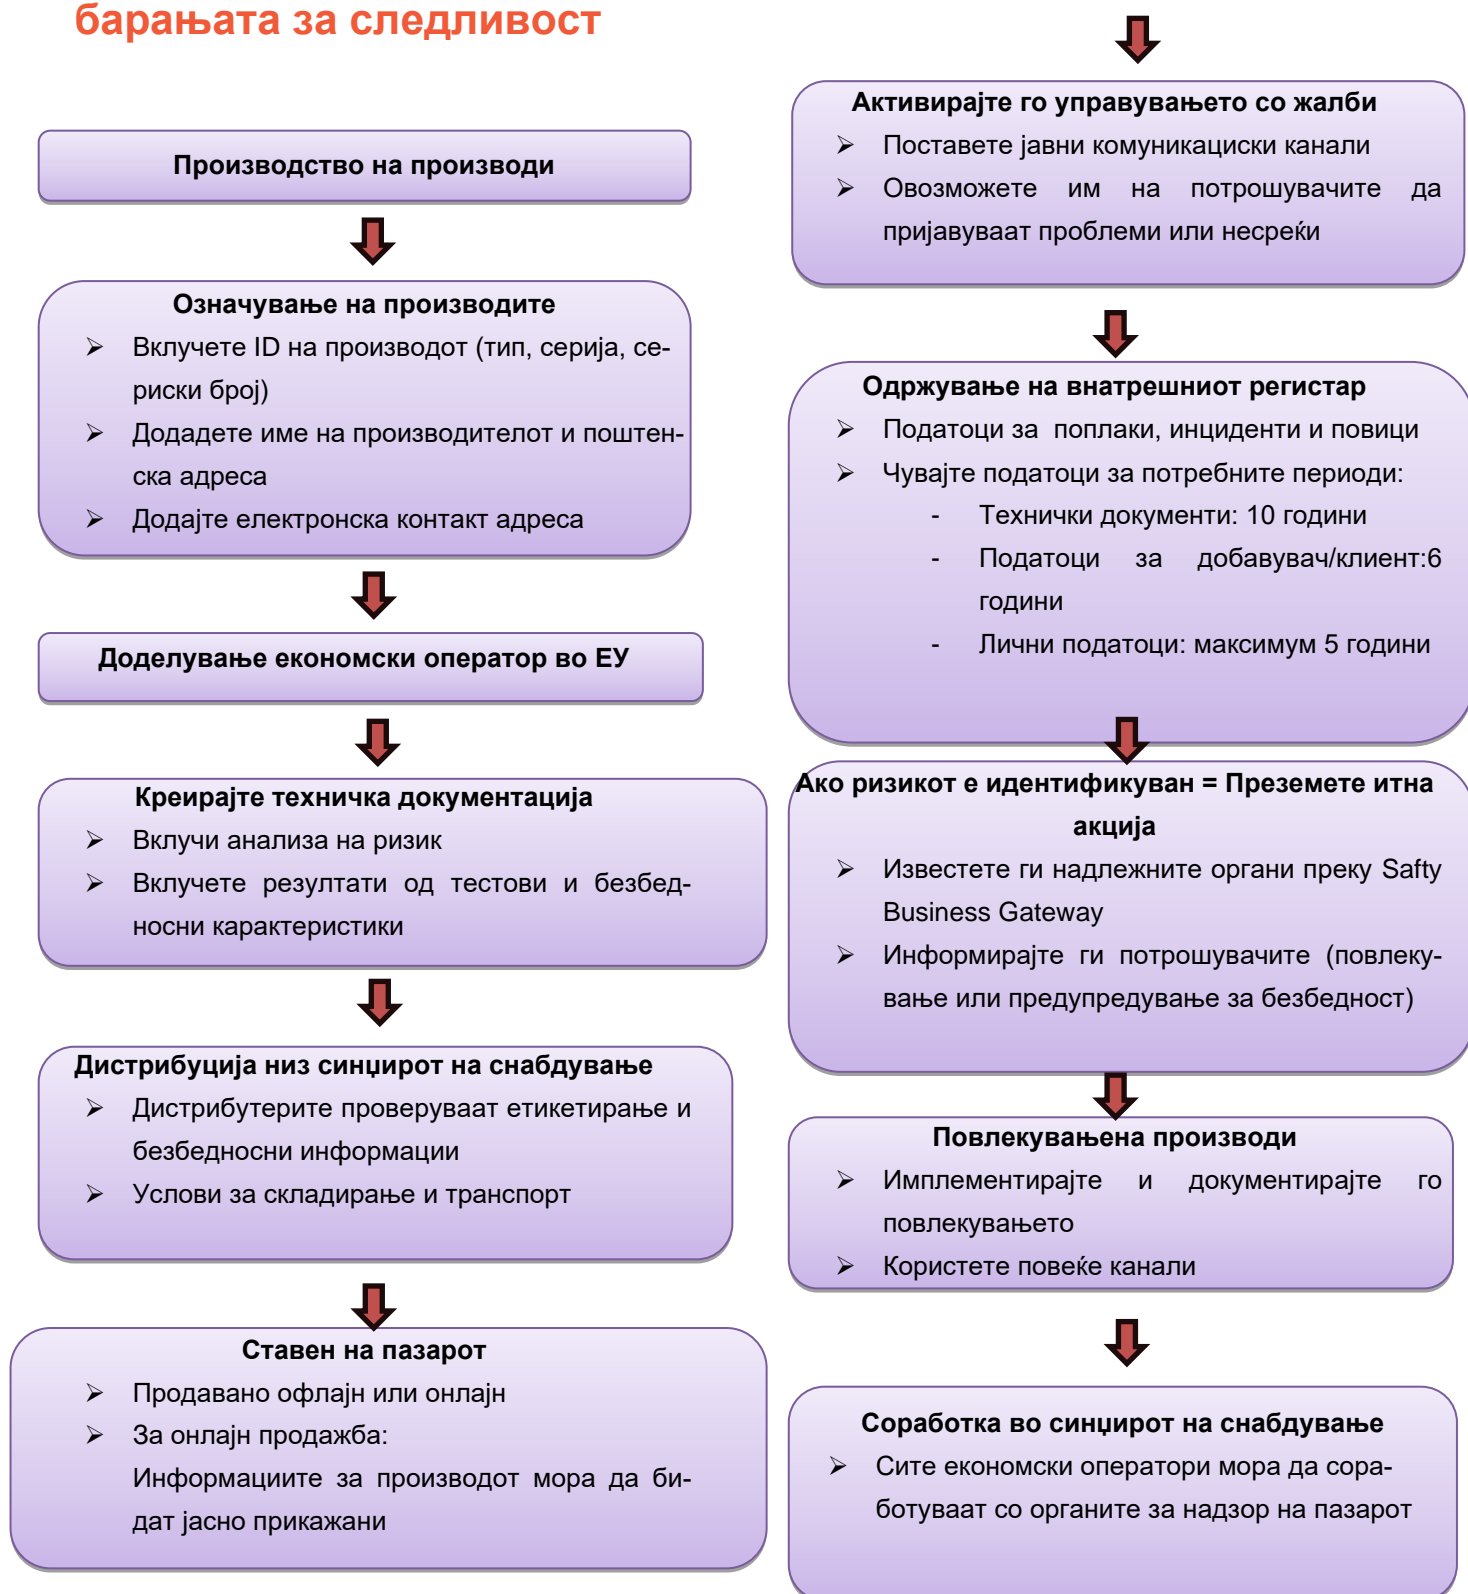 барањата за следливост
Производство на производи
Означување на производите
➢ Вклучете ID на производот (тип, серија, се-
риски број)
➢ Додадете име на производителот и поштен-
ска адреса
➢ Додајте електронска контакт адреса
Доделување економски оператор во ЕУ
Креирајте техничка документација
➢ Вклучи анализа на ризик
➢ Вклучете резултати од тестови и безбед-
носни карактеристики
Дистрибуција низ синџирот на снабдување
➢ Дистрибутерите проверуваат етикетирање и
безбедносни информации
➢ Услови за складирање и транспорт
Ставен на пазарот
➢ Продавано офлајн или онлајн
➢ За онлајн продажба:
Информациите за производот мора да би-
дат јасно прикажани
Активирајте го управувањето со жалби
➢ Поставете јавни комуникациски канали
➢ Овозможете им на потрошувачите да
пријавуваат проблеми или несреќи
Одржување на внатрешниот регистар
➢ Податоци за поплаки, инциденти и повици
➢ Чувајте податоци за потребните периоди:
- Технички документи: 10 години
- Податоци за добавувач/клиент:6
години
- Лични податоци: максимум 5 години
Ако ризикот е идентификуван = Преземете итна
акција
➢ Известете ги надлежните органи преку Safty
Business Gateway
➢ Информирајте ги потрошувачите (повлеку-
вање или предупредување за безбедност)
Повлекувањена производи
➢ Имплементирајте и документирајте го
повлекувањето
➢ Користете повеќе канали
Соработка во синџирот на снабдување
➢ Сите економски оператори мора да сора-
ботуваат со органите за надзор на пазарот